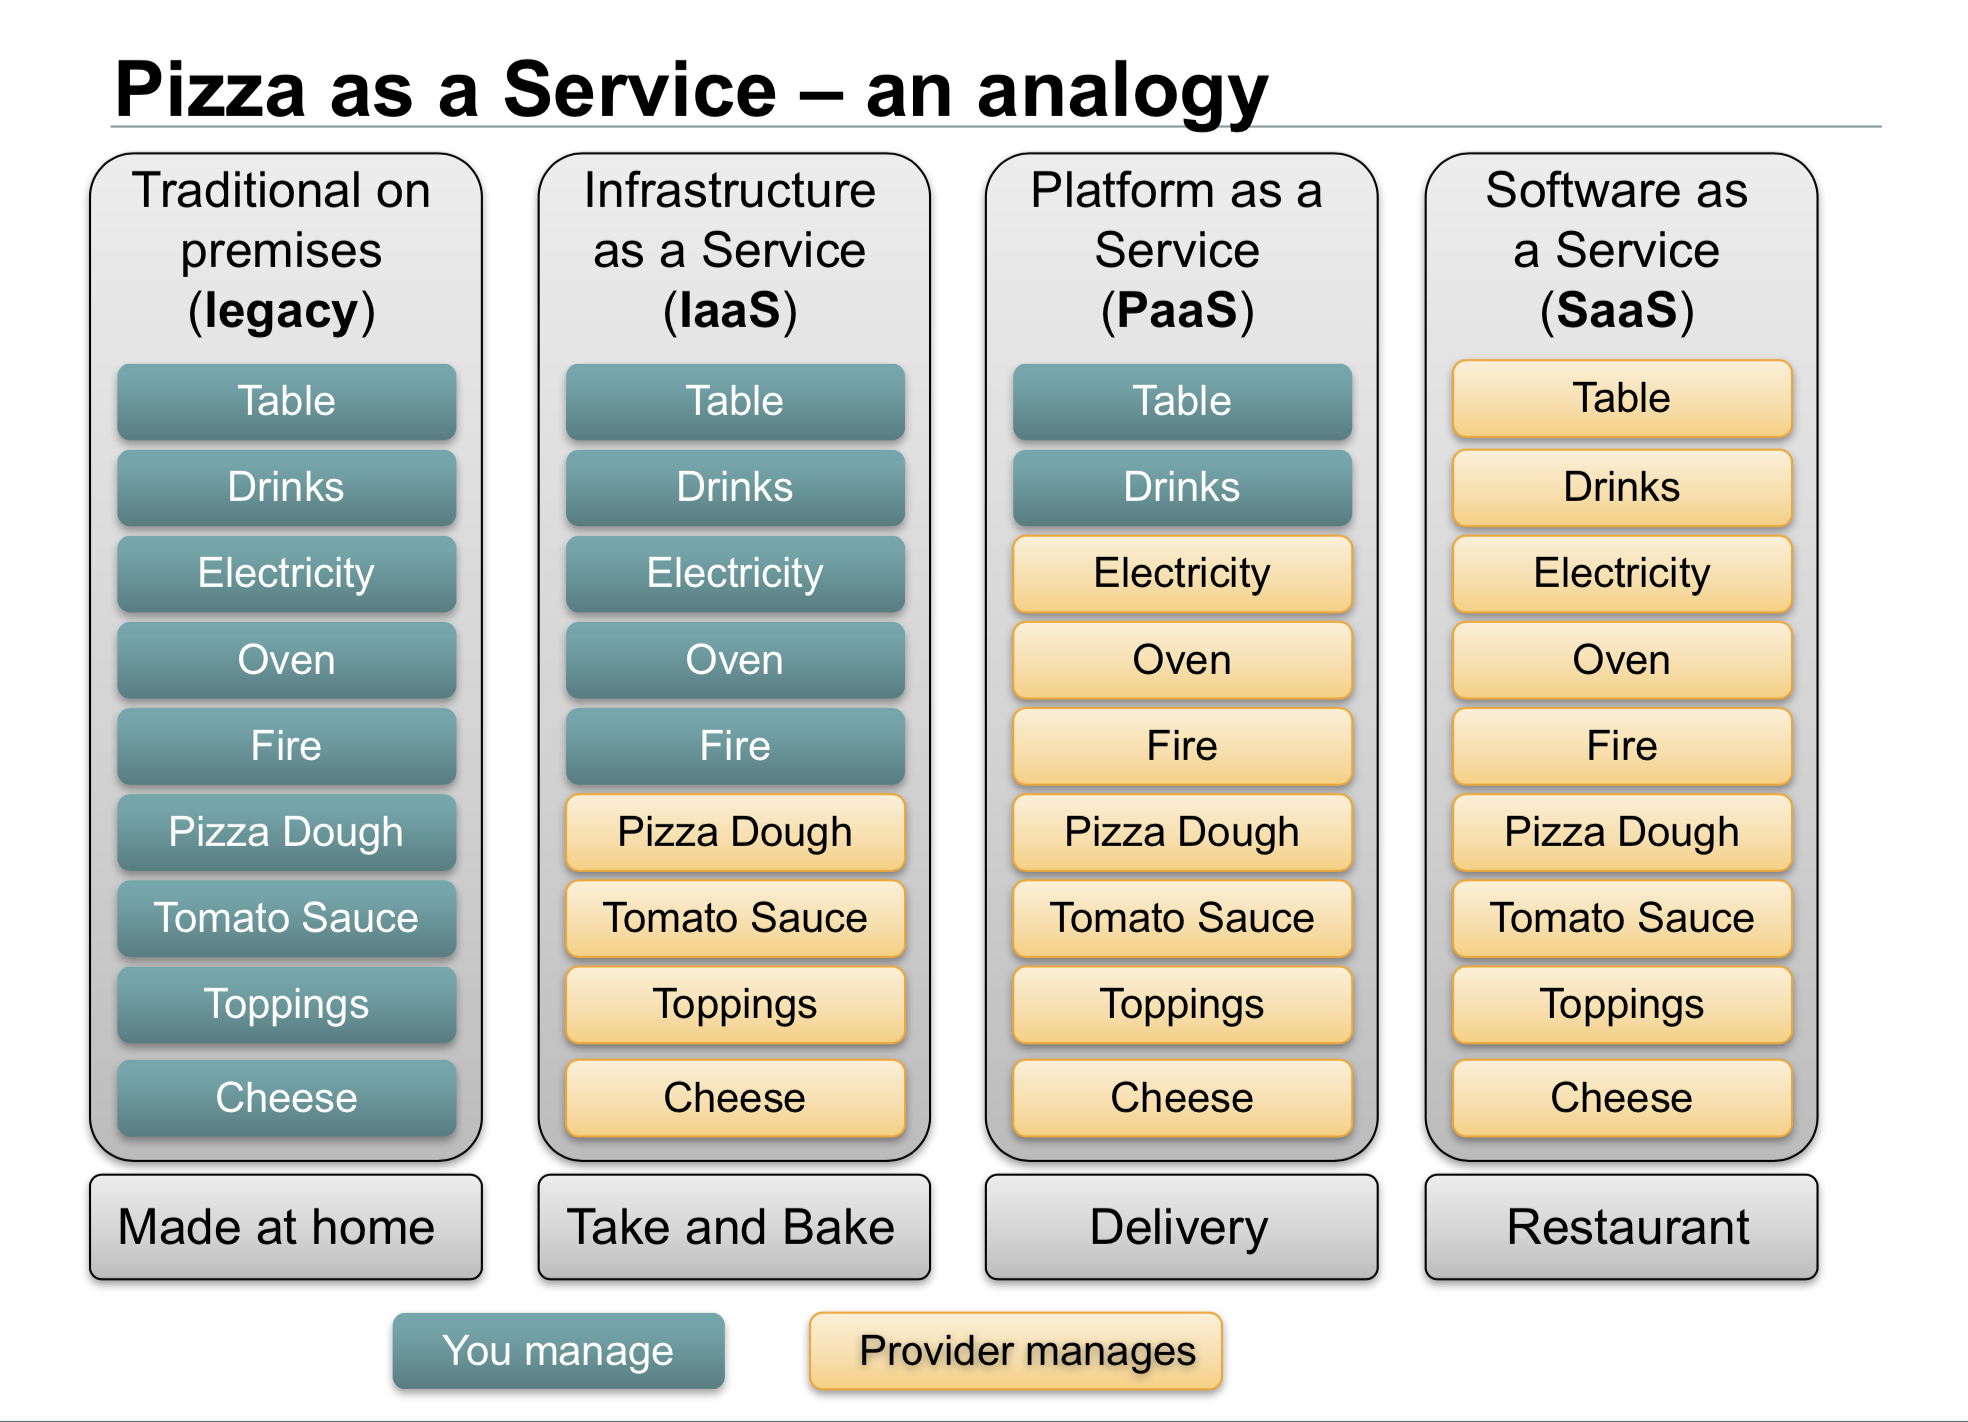 Pizza as a Service – an analogy
Traditional on
premises
(legacy)
Table
Drinks
Electricity
Oven
Fire
Pizza Dough
Tomato Sauce
Toppings
Cheese
Made at home
Infrastructure
as a Service
(IaaS)
Table
Drinks
Electricity
Oven
Fire
Pizza Dough
Tomato Sauce
Toppings
Cheese
Take and Bake
Platform as a
Service
(PaaS)
Table
Drinks
Electricity
Oven
Fire
Pizza Dough
Tomato Sauce
Toppings
Cheese
Delivery
Software as
a Service
(SaaS)
Table
Drinks
Electricity
Oven
Fire
Pizza Dough
Tomato Sauce
Toppings
Cheese
Restaurant
You manage
Provider manages